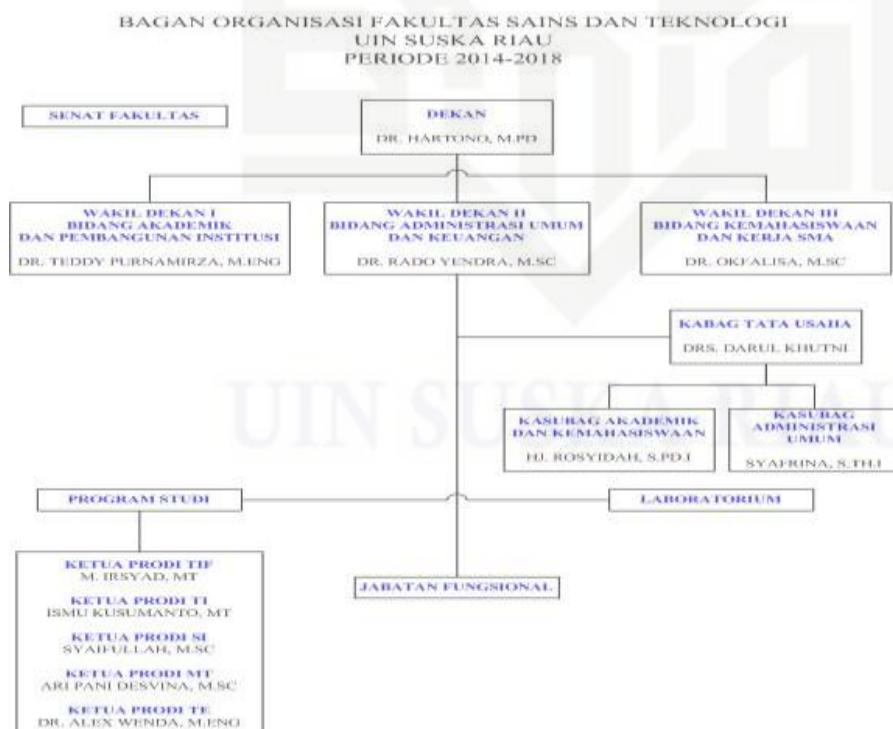 BAGAN ORGANISASI FAKULTAS SAINS DAN TEKNOLOGI
UIN SUSKA RIAU
PERIODE 2014-2018
SENAT FAKULTAS
DEKAN
DR. HARTONO, M.PD
WAKIL DEKAN I
BIDANG AKADEMIK
DAN PEMBANGUNAN INSTITUSI
DR. TEDDY PURNAMIRZA, M.ENG
WAKIL DEKAN II
BIDANG ADMINISTRASI UMUM
DAN KEUANGAN
DR. RADO YENDRA, M.SC
WAKIL DEKAN III
BIDANG KEMAHASISWAAN
DAN KERJA SMA
DR. OKFALISA, M.SC
KABAG TATA USAHA
DRS. DARUL KHUTNI
UIN SUSKA RIAU
KASUBAG AKADEMIK
DAN KEMAHASISWAAN
HJ. ROSYIDAH, S.PD.I
KASUBAG
ADMINISTRASI
UMUM
SYAFRINA, S.TH.I
PROGRAM STUDI
LABORATORIUM
KETUA PRODI TIF
M. IRSYAD, MT
KETUA PRODI TI
ISMU KUSUMANTO, MT
KETUA PRODI SI
SYAIFULLAH, M.SC
KETUA PRODI MT
ARI PANI DESVINA, M.SC
KETUA PRODI TE
DR. ALEX WENDA, M.ENG
JABATAN FUNGSIONAL